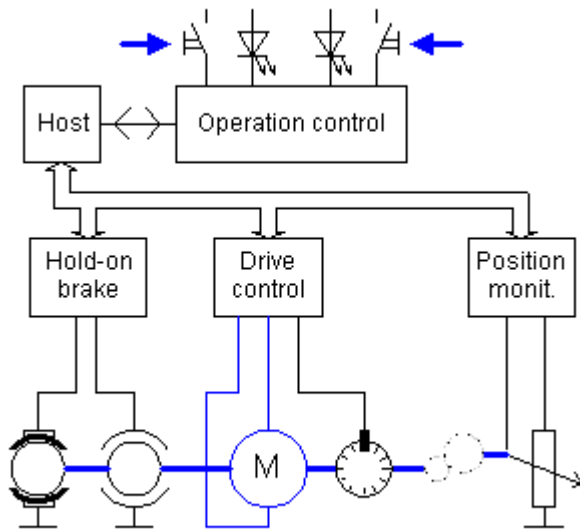 Host
Operation control
Hold-on
brake
Drive
control
Position
monit.
M